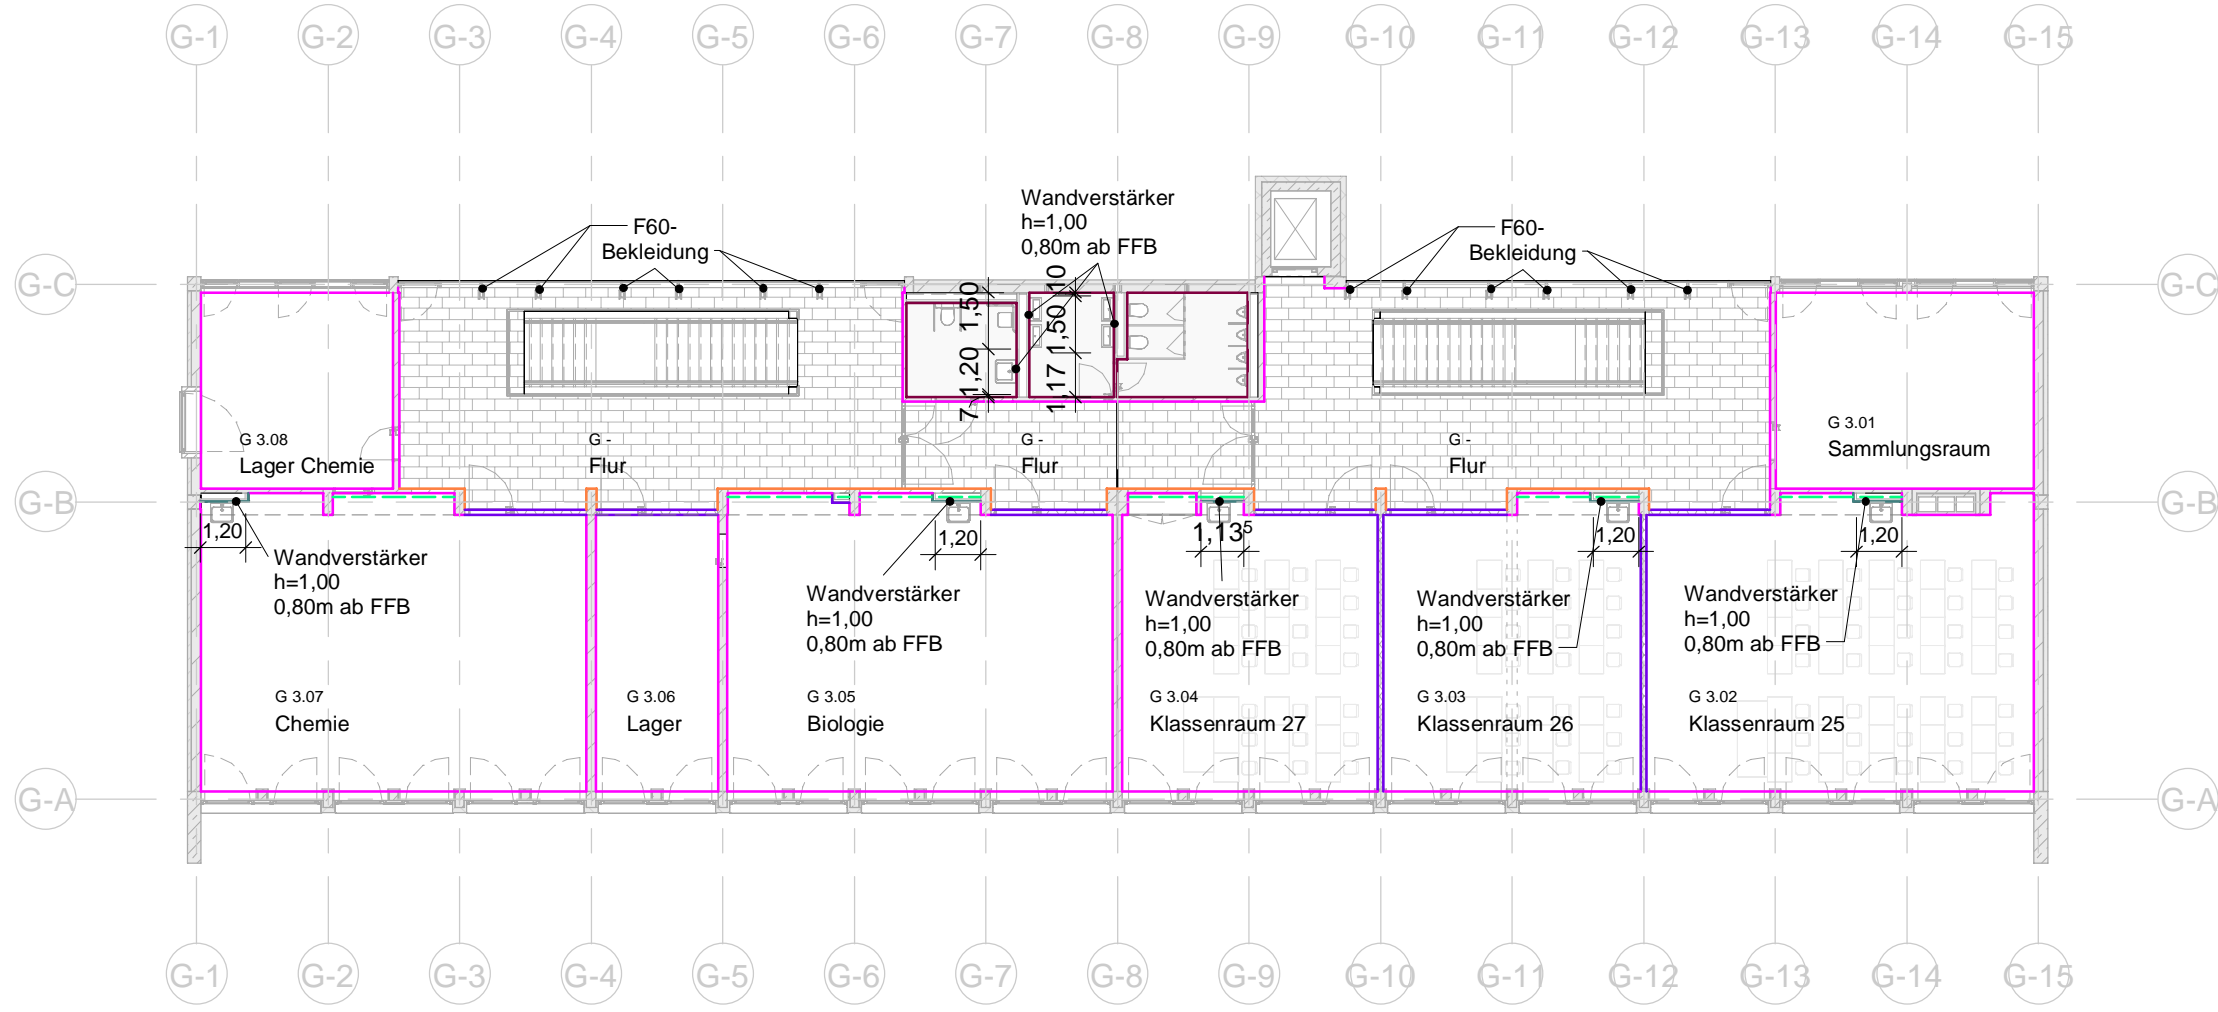 G-1
G-2
G-3
G-4
G-5
G-6
G-7
G-8
G-9
G-10
G-11
G-12
G-13
G-14
G-15
Wandverstärker
h=1,00
0,80m ab FFB
F60-
Bekleidung
F60-
Bekleidung
G-C
G-C
10
1,50
1,50
1,20
1,17
7
G 3.08
Lager Chemie
G -
Flur
G -
Flur
G -
Flur
G 3.01
Sammlungsraum
G-B
G-B
1,20
1,20
1,13⁵
1,20
1,20
Wandverstärker
h=1,00
0,80m ab FFB
Wandverstärker
h=1,00
0,80m ab FFB
Wandverstärker
h=1,00
0,80m ab FFB
Wandverstärker
h=1,00
0,80m ab FFB
Wandverstärker
h=1,00
0,80m ab FFB
G 3.07
Chemie
G 3.06
Lager
G 3.05
Biologie
G 3.04
Klassenraum 27
G 3.03
Klassenraum 26
G 3.02
Klassenraum 25
G-A
G-A
G-1
G-2
G-3
G-4
G-5
G-6
G-7
G-8
G-9
G-10
G-11
G-12
G-13
G-14
G-15